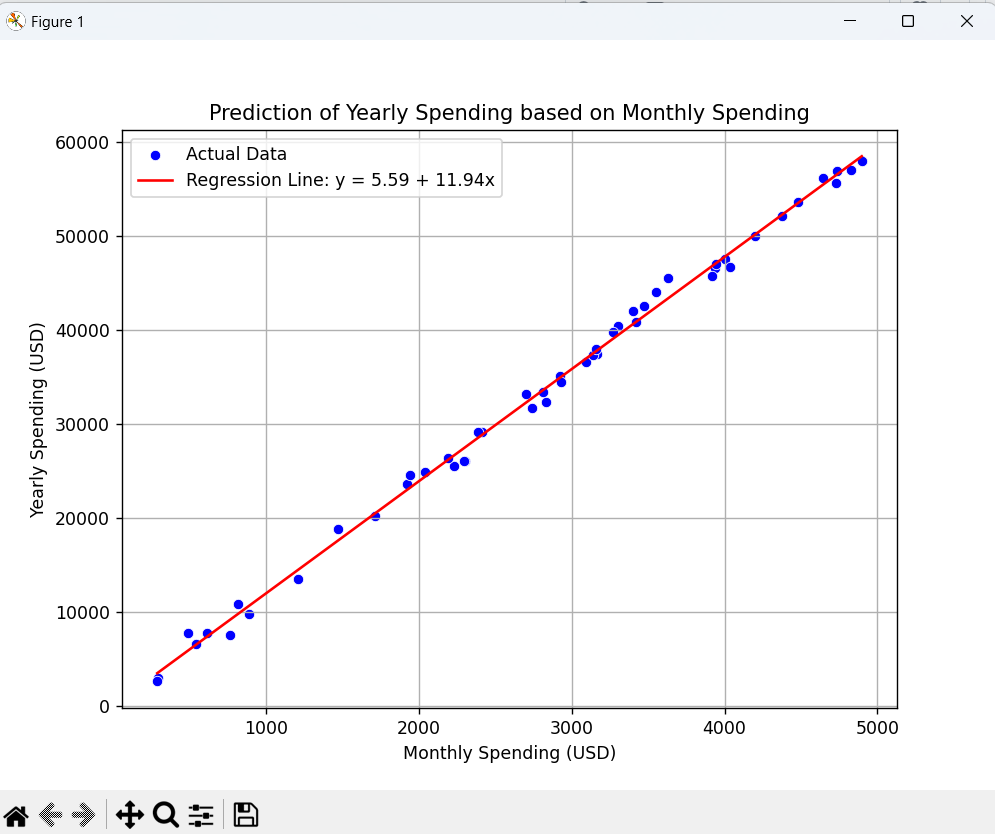 Figure 1
Prediction of Yearly Spending based on Monthly Spending
Actual Data
Regression Line: y = 5.59 + 11.94x
60000
50000
40000
30000
20000
10000
0
Yearly Spending (USD)
1000 2000 3000 4000 5000
Monthly Spending (USD)